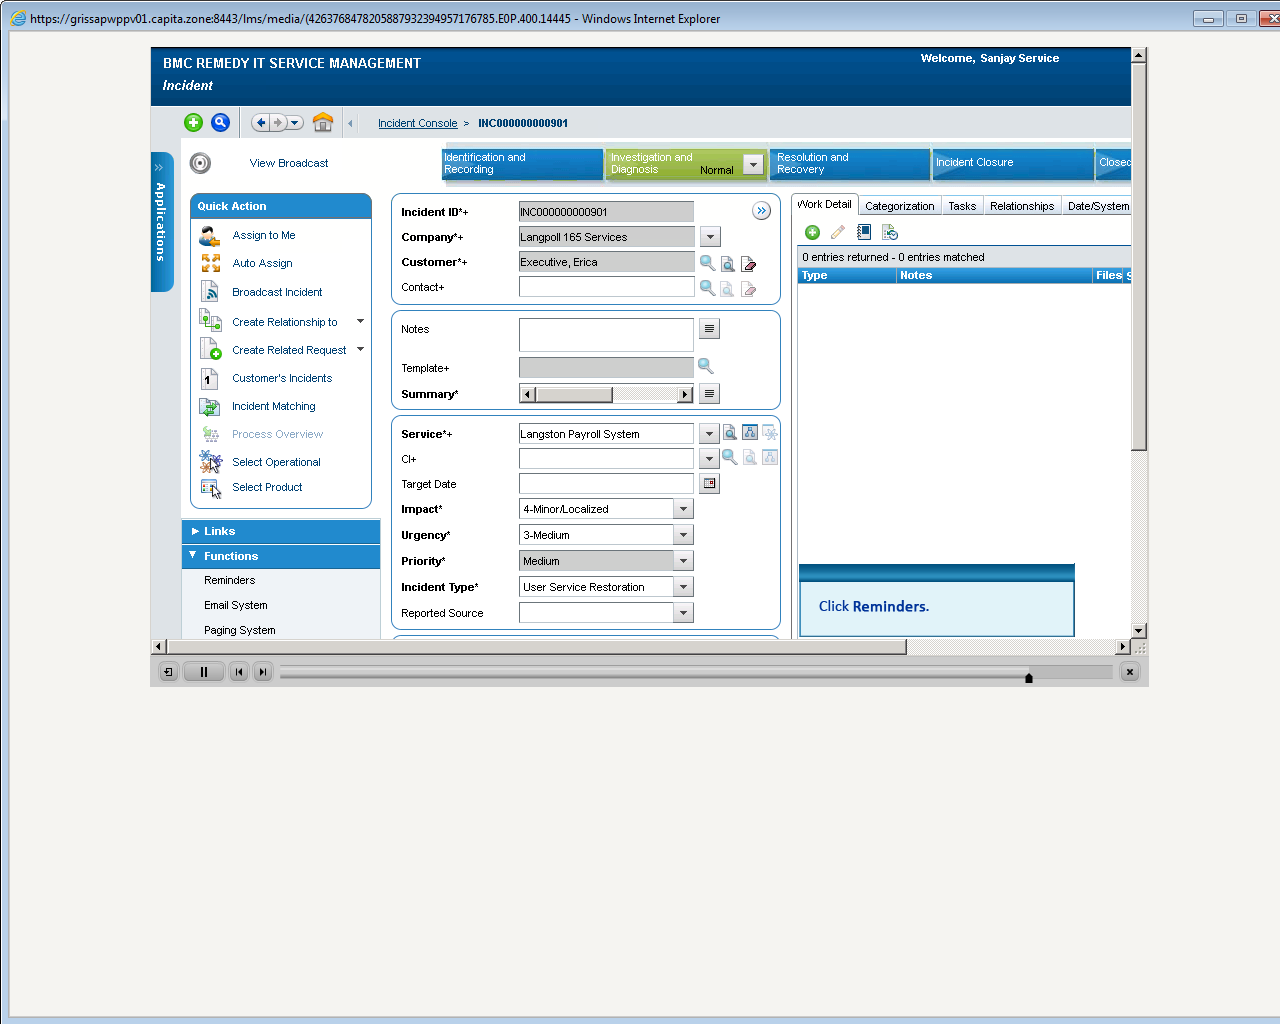 https://grissapwppv01.capita.zone:8443/lms/media/(4263768478205887932394957176785.E0P.400.14445 - Windows Internet Explorer
BMC REMEDY IT SERVICE MANAGEMENT
Welcome, Sanjay Service
Incident
Incident Console > INC000000000901
View Broadcast
Identification and Recording
Investigation and Diagnosis Normal
Resolution and Recovery
Incident Closure
Closed
Applications
Quick Action
Assign to Me
Auto Assign
Broadcast Incident
Create Relationship to
Create Related Request
Customer's Incidents
Incident Matching
Process Overview
Select Operational
Select Product
Links
Functions
Reminders
Email System
Paging System
Incident ID*+ INC000000000901
Company*+ Langpoll 165 Services
Customer*+ Executive, Erica
Contact+
Notes
Template+
Summary*
Service*+ Langston Payroll System
CI+
Target Date
Impact* 4-Minor/Localized
Urgency* 3-Medium
Priority* Medium
Incident Type* User Service Restoration
Reported Source
Work Detail Categorization Tasks Relationships Date/System
0 entries returned - 0 entries matched
Type Notes Files S
Click Reminders.